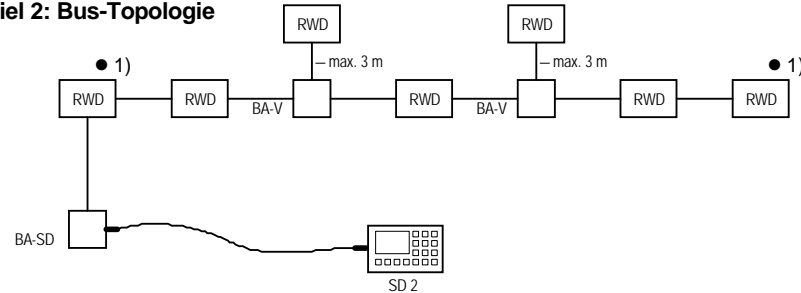 iel 2: Bus-Topologie
RWD RWD
● 1) max. 3 m max. 3 m ● 1)
RWD RWD BA-V RWD BA-V RWD RWD
BA-SD
SD 2